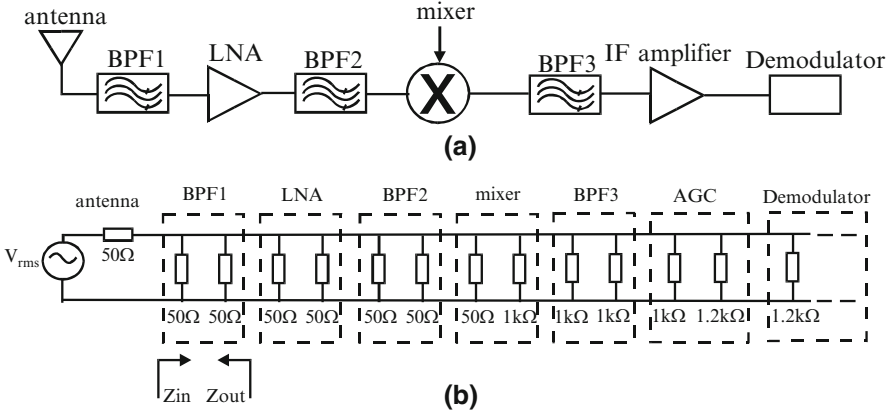 mixer
antenna
BPF1 LNA BPF2 BPF3 IF amplifier Demodulator
X
(a)
antenna BPF1 LNA BPF2 mixer BPF3 AGC Demodulator
Vrms
50Ω
50Ω 50Ω 50Ω 50Ω 50Ω 50Ω 50Ω 1kΩ 1kΩ 1kΩ 1kΩ 1.2kΩ 1.2kΩ
Zin Zout
(b)